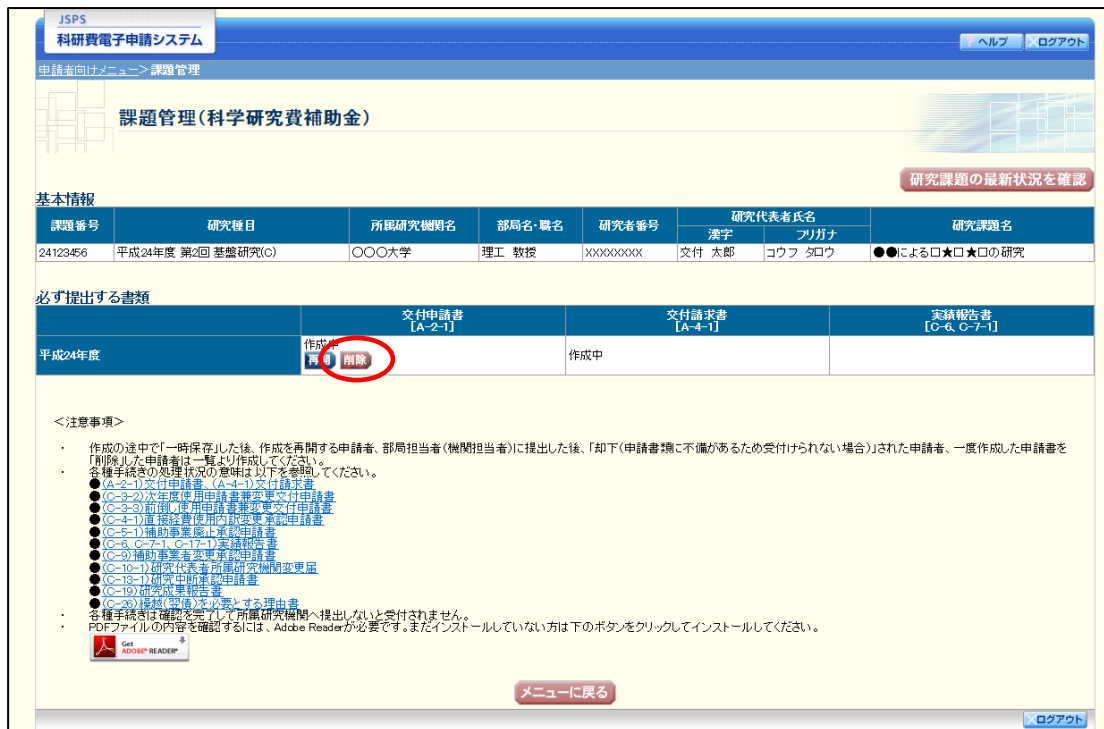 JSPS
科研費電子申請システム
ヘルプ
ログアウト
申請者向けメニュー>課題管理
課題管理(科学研究費補助金)
研究課題の最新状況を確認
基本情報
課題番号 研究種目 所属研究機関名 部局名・職名 研究者番号 研究代表者氏名 研究課題名
漢字 フリガナ
24123456 平成24年度 第2回 基盤研究(C) 〇〇〇大学 理工 教授 XXXXXXXX 交付 太郎 コウフ タロウ ●●による□★□★□の研究
必ず提出する書類
交付申請書 交付請求書 実績報告書
[A-2-1] [A-4-1] [C-6、C-7-1]
平成24年度 作成中 作成中
再開 削除
<注意事項>
・ 作成の途中で「一時保存」した後、作成を再開する申請者、部局担当者(機関担当者)に提出した後、「却下(申請書類に不備があるため受付けられない場合)」された申請者、一度作成した申請書を
「削除」した申請者は一覧より作成してください。
・ 各種手続きの処理状況の意味は以下を参照してください。
●(A-2-1)交付申請書、(A-4-1)交付請求書
●(C-3-2)次年度使用申請書兼変更交付申請書
●(C-3-3)前倒し使用申請書兼変更交付申請書
●(C-4-1)直接経費使用内訳変更承認申請書
●(C-5-1)補助事業廃止承認申請書
●(C-6、C-7-1、C-17-1)実績報告書
●(C-9)補助事業者変更承認申請書
●(C-10-1)研究代表者所属研究機関変更届
●(C-13-1)研究中断承認申請書
●(C-19)研究成果報告書
●(C-26)繰越(翌債)を必要とする理由書
・ 各種手続きは確認を完了して所属研究機関へ提出しないと受付されません。
・ PDFファイルの内容を確認するには、Adobe Readerが必要です。まだインストールしていない方は下のボタンをクリックしてインストールしてください。
Get
ADOBE® READER®
メニューに戻る
ログアウト